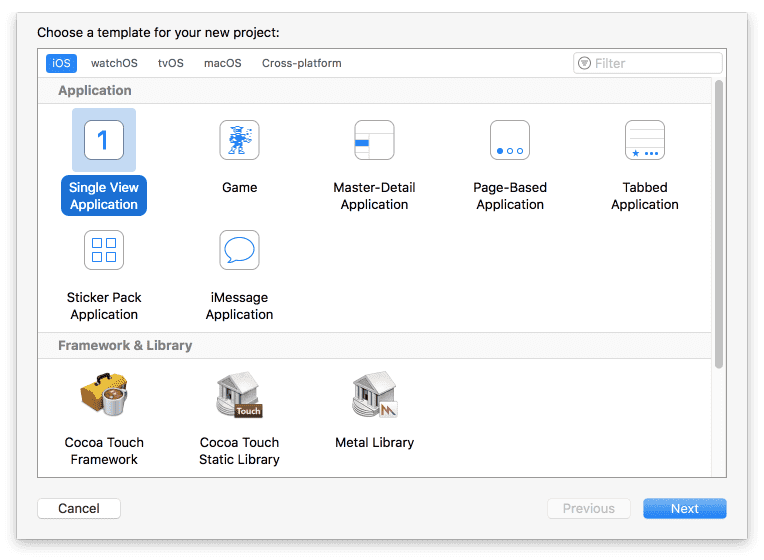 Choose a template for your new project:
iOS watchOS tvOS macOS Cross-platform Filter
Application
1
Single View
Application
Game
Master-Detail
Application
Page-Based
Application
Tabbed
Application
Sticker Pack
Application
iMessage
Application
Framework & Library
Cocoa Touch
Framework
Touch
Cocoa Touch
Static Library
Metal Library
Cancel Previous Next